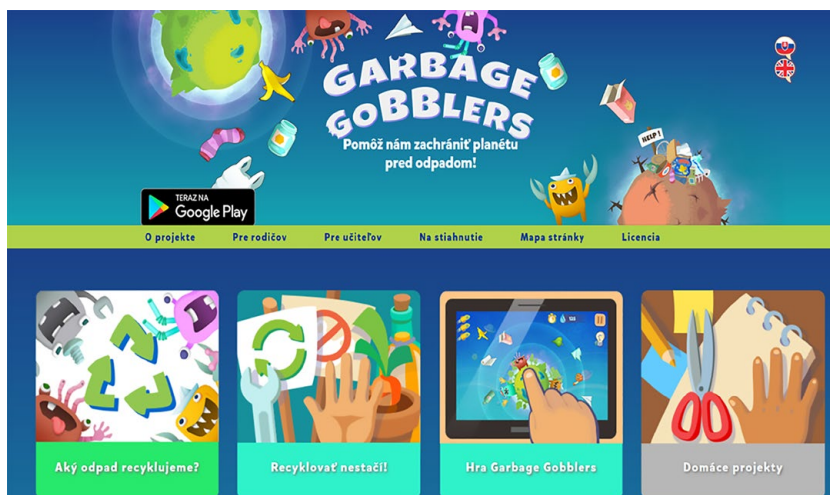 GARBAGE
GOBBLERS
Pomôž nám zachrániť planétu
pred odpadom!
HELP!
TERAZ NA
Google Play
O projekte Pre rodičov Pre učiteľov Na stiahnutie Mapa stránky Licencia
Aký odpad recyklujeme? Recyklovať nestačí! Hra Garbage Gobblers Domáce projekty